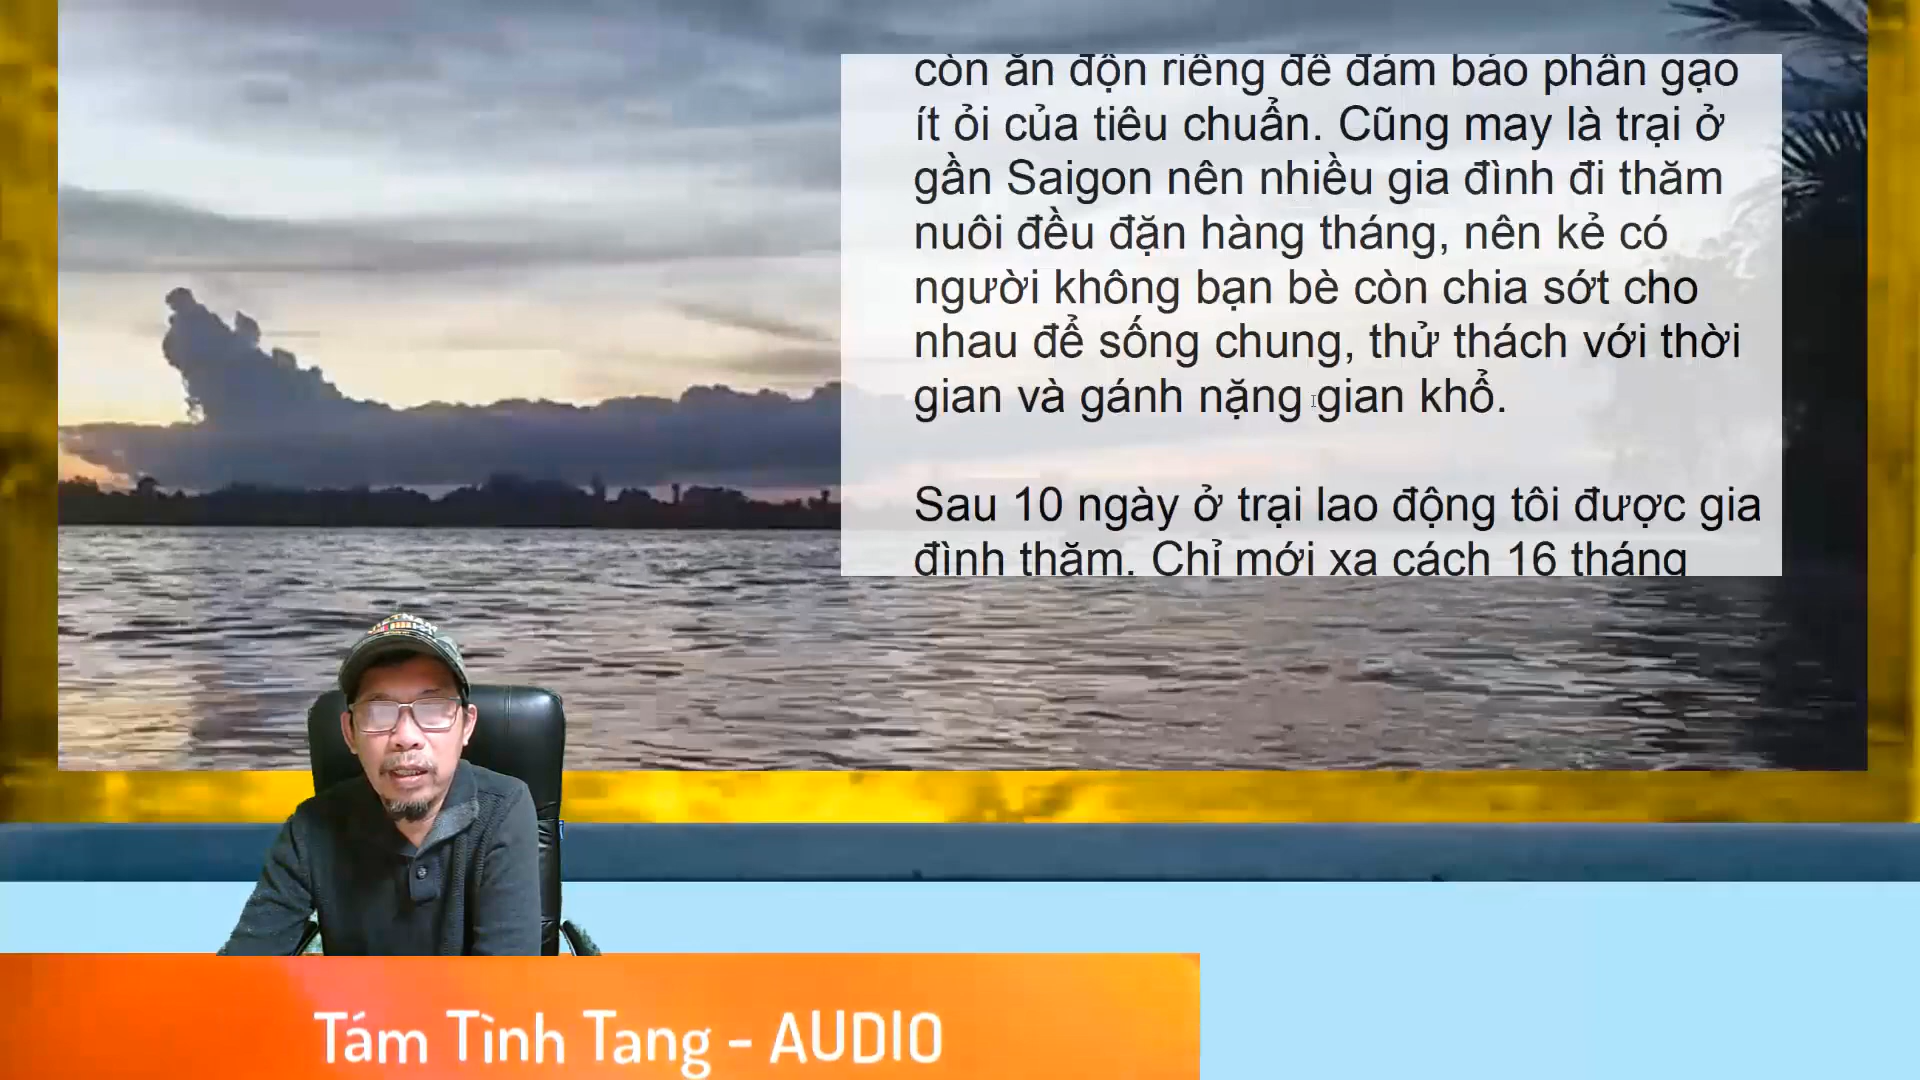 còn ăn độn riêng để đảm bảo phần gạo
ít ỏi của tiêu chuẩn. Cũng may là trại ở
gần Saigon nên nhiều gia đình đi thăm
nuôi đều đặn hàng tháng, nên kẻ có
người không bạn bè còn chia sớt cho
nhau để sống chung, thử thách với thời
gian và gánh nặng gian khổ.
Sau 10 ngày ở trại lao động tôi được gia
đình thăm. Chỉ mới xa cách 16 tháng
Tám Tình Tang - AUDIO